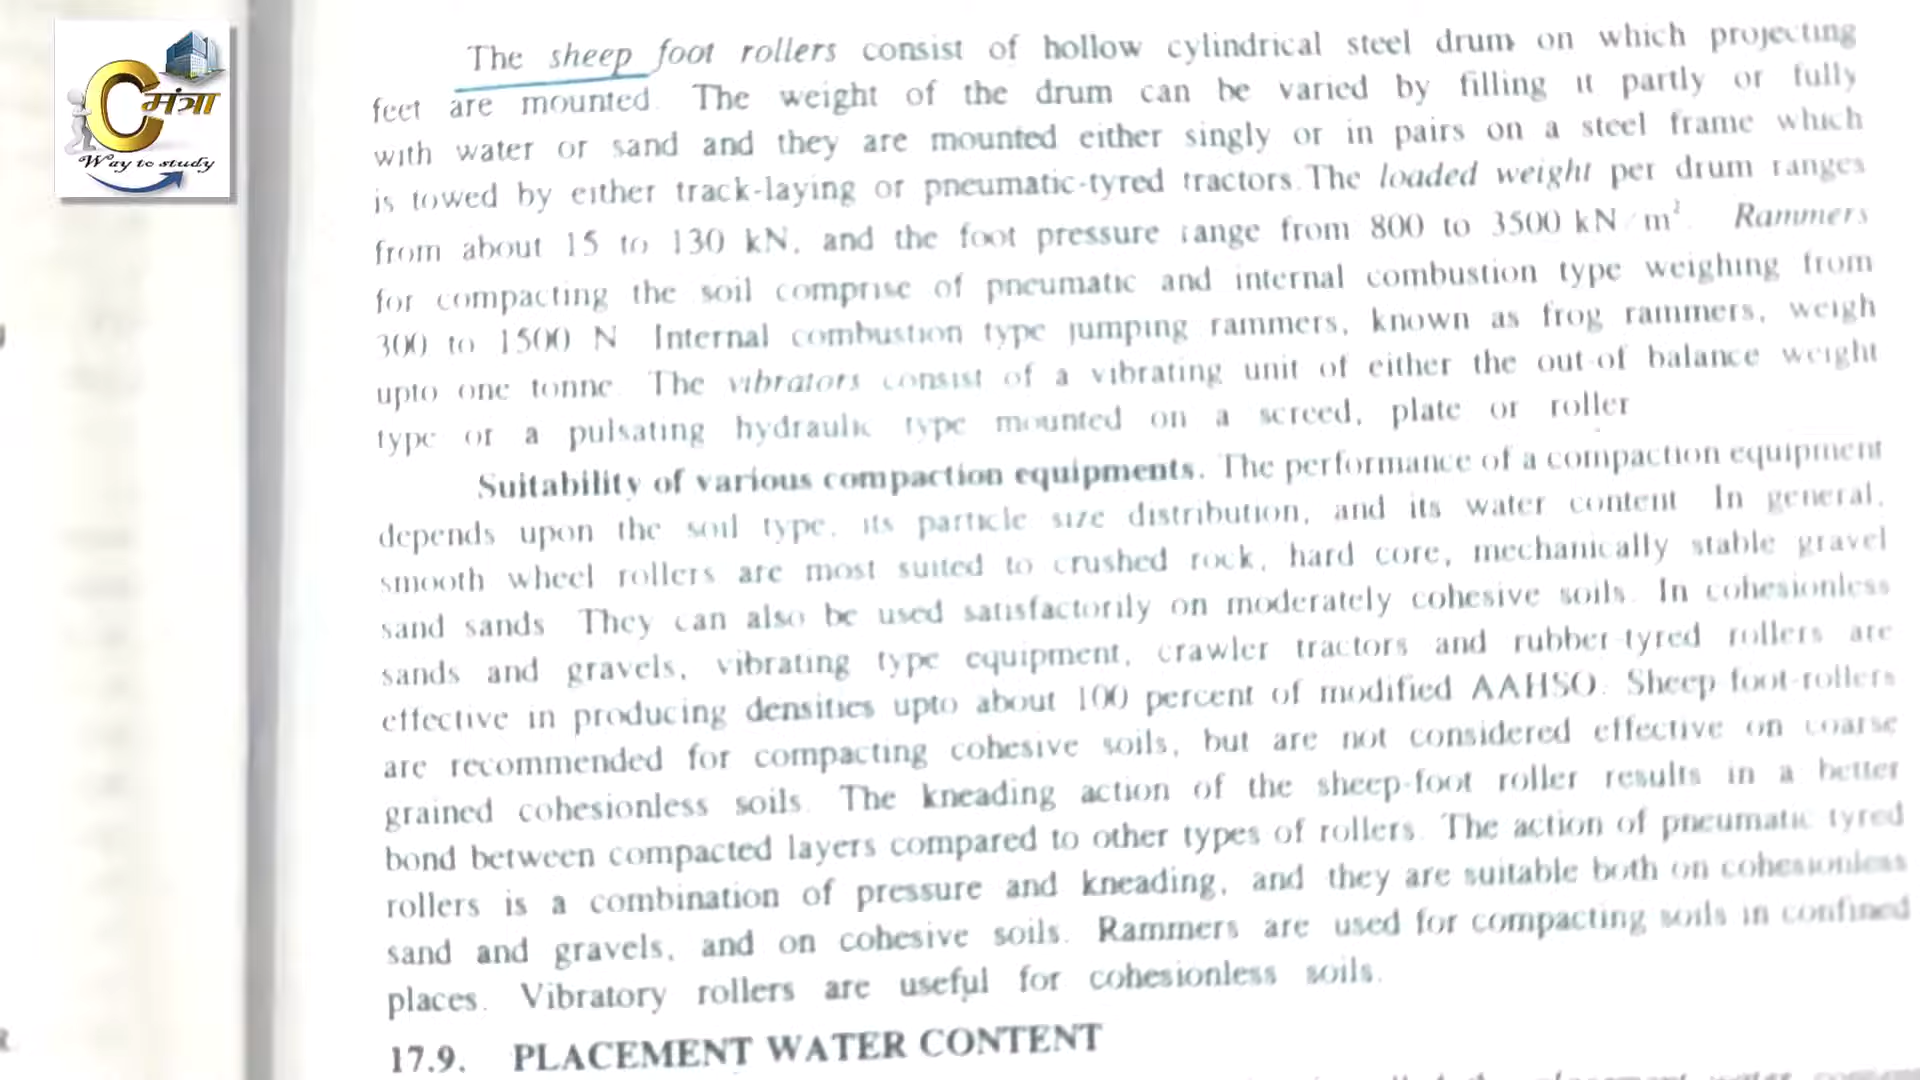 C मंत्रा
Way to study
The sheep foot rollers consist of hollow cylindrical steel drum on which projecting
feet are mounted. The weight of the drum can be varied by filling it partly or fully
with water or sand and they are mounted either singly or in pairs on a steel frame which
is towed by either track-laying or pneumatic-tyred tractors. The loaded weight per drum ranges
from about 15 to 130 kN, and the foot pressure range from 800 to 3500 kN/m². Rammers
for compacting the soil comprise of pneumatic and internal combustion type weighing from
300 to 1500 N Internal combustion type jumping rammers, known as frog rammers, weigh
upto one tonne. The vibrators consist of a vibrating unit of either the out-of balance weight
type or a pulsating hydraulic type mounted on a screed, plate or roller
Suitability of various compaction equipments. The performance of a compaction equipment
depends upon the soil type, its particle size distribution, and its water content In general,
smooth wheel rollers are most suited to crushed rock, hard core, mechanically stable gravel
sand sands They can also be used satisfactorily on moderately cohesive soils. In cohesionless
sands and gravels, vibrating type equipment, crawler tractors and rubber-tyred rollers are
effective in producing densities upto about 100 percent of modified AAHSO. Sheep foot-rollers
are recommended for compacting cohesive soils, but are not considered effective on coarse
grained cohesionless soils. The kneading action of the sheep-foot roller results in a better
bond between compacted layers compared to other types of rollers. The action of pneumatic tyred
rollers is a combination of pressure and kneading, and they are suitable both on cohesionless
sand and gravels, and on cohesive soils. Rammers are used for compacting soils in confined
places. Vibratory rollers are useful for cohesionless soils.
17.9. PLACEMENT WATER CONTENT